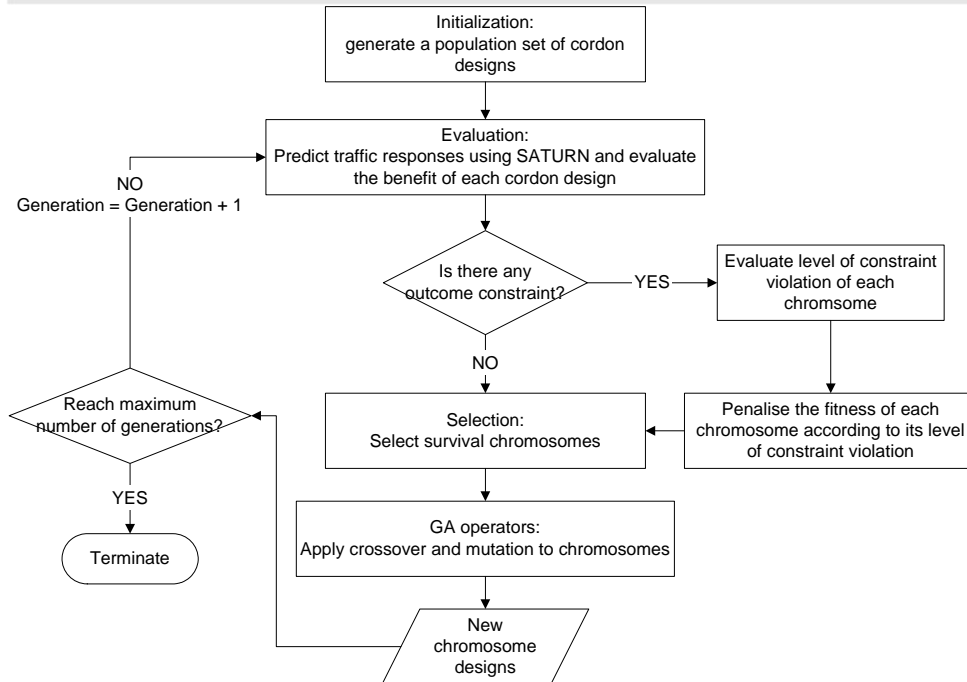 Initialization:
generate a population set of cordon
designs
Evaluation:
Predict traffic responses using SATURN and evaluate
the benefit of each cordon design
NO
Generation = Generation + 1
Is there any
outcome constraint?
YES
Evaluate level of constraint
violation of each
chromsome
NO
Reach maximum
number of generations?
Selection:
Select survival chromosomes
Penalise the fitness of each
chromosome according to its level
of constraint violation
YES
Terminate
GA operators:
Apply crossover and mutation to chromosomes
New
chromosome
designs